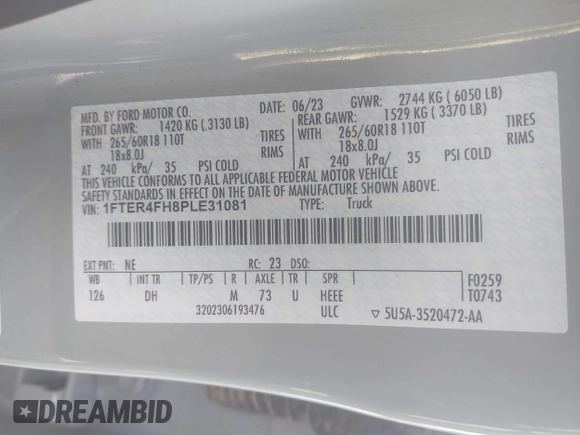 MFD. BY FORD MOTOR CO. DATE: 06/23 GVWR: 2744 KG ( 6050 LB)
FRONT GAWR: 1420 KG ( 3130 LB) REAR GAWR: 1529 KG ( 3370 LB)
WITH 265/60R18 110T TIRES WITH 265/60R18 110T TIRES
18x8.0J RIMS 18x8.0J RIMS
AT 240 kPa/ 35 PSI COLD AT 240 kPa/ 35 PSI COLD
THIS VEHICLE CONFORMS TO ALL APPLICABLE FEDERAL MOTOR VEHICLE
SAFETY STANDARDS IN EFFECT ON THE DATE OF MANUFACTURE SHOWN ABOVE.
VIN: 1FTER4FH8PLE31081 TYPE: Truck
EXT PNT: NE RC: 23 DSO:
WB INT TR TP/PS R AXLE TR SPR F0259
126 DH M 73 U HEEE T0743
3202306193476 ULC ▽ 5U5A-3520472-AA
DREAMBID